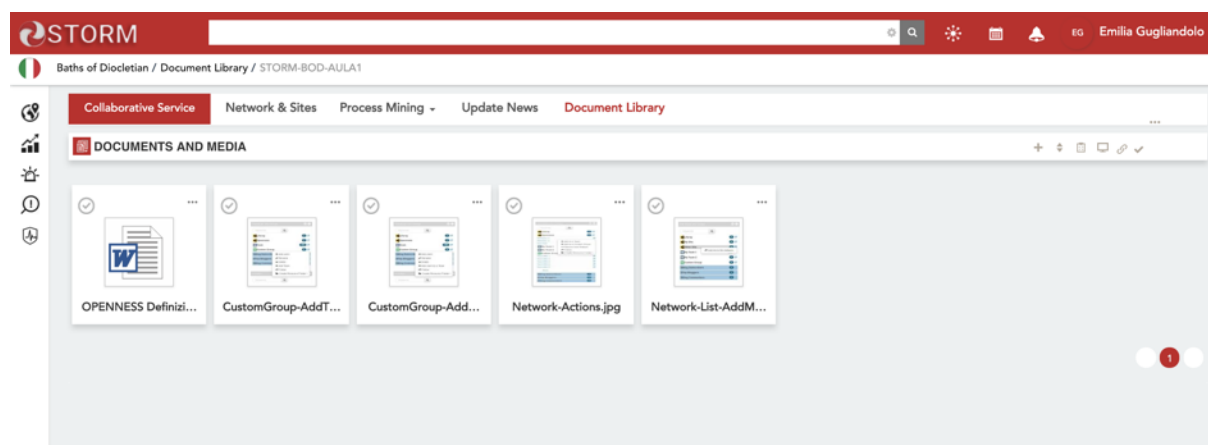 STORM
EG Emilia Gugliandolo
Baths of Diocletian / Document Library / STORM-BOD-AULA1
Collaborative Service Network & Sites Process Mining Update News Document Library
...
DOCUMENTS AND MEDIA
W
OPENNESS Definizi... CustomGroup-AddT... CustomGroup-Add... Network-Actions.jpg Network-List-AddM...
1